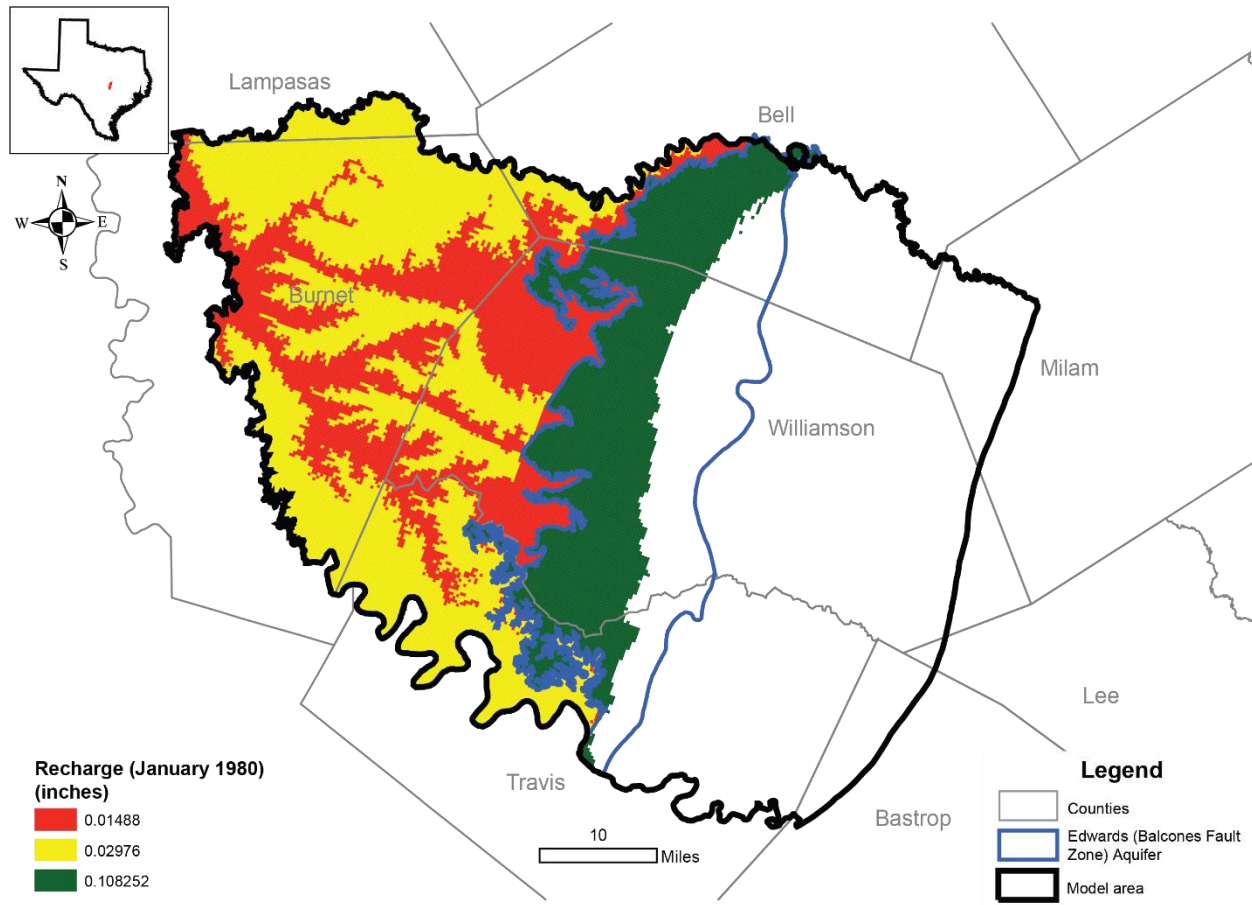 Lampasas
Bell
N
W
E
S
Burnet
Milam
Williamson
Lee
Travis
Bastrop
Recharge (January 1980)
(inches)
0.01488
0.02976
0.108252
10
Miles
Legend
Counties
Edwards (Balcones Fault
Zone) Aquifer
Model area